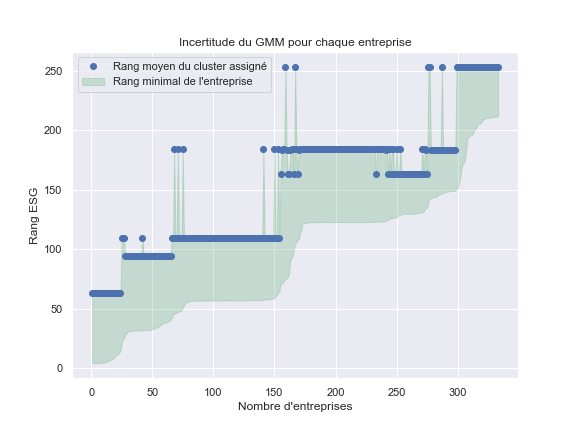 Incertitude du GMM pour chaque entreprise
Rang moyen du cluster assigné
Rang minimal de l'entreprise
Rang ESG
250
200
150
100
50
0
0 50 100 150 200 250 300
Nombre d'entreprises